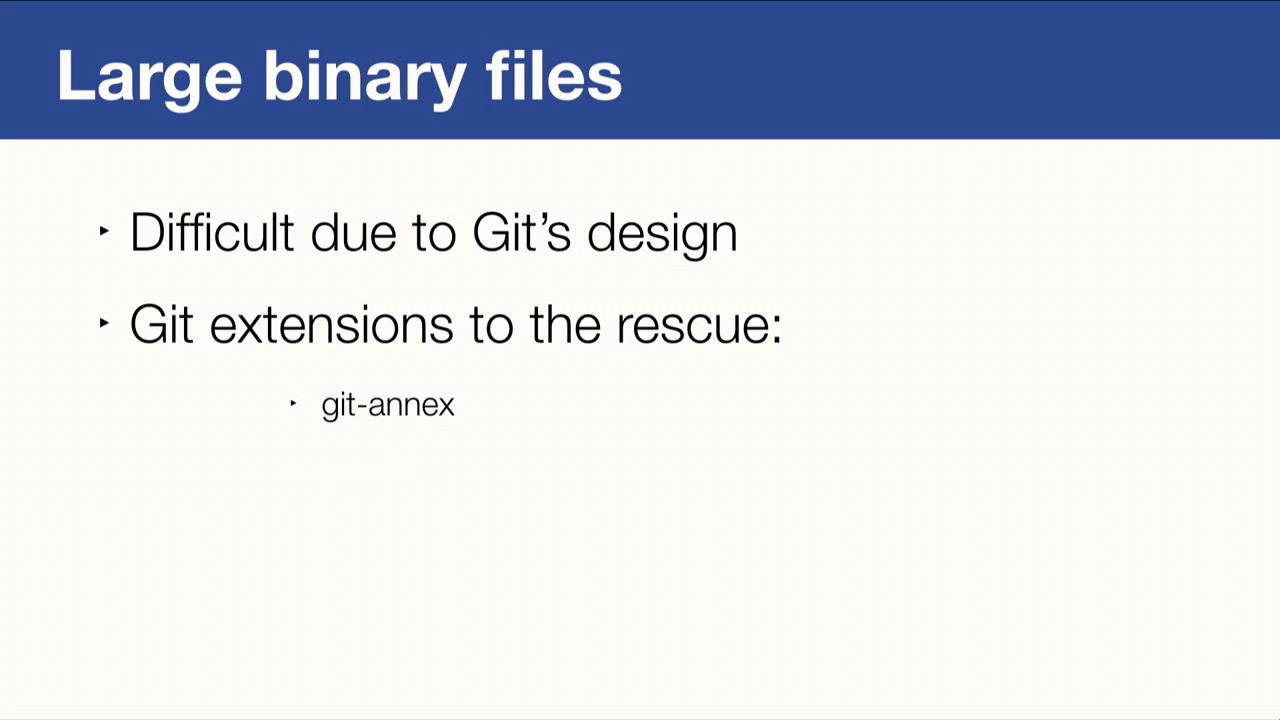 Large binary files
‣ Difficult due to Git’s design
‣ Git extensions to the rescue:
‣ git-annex